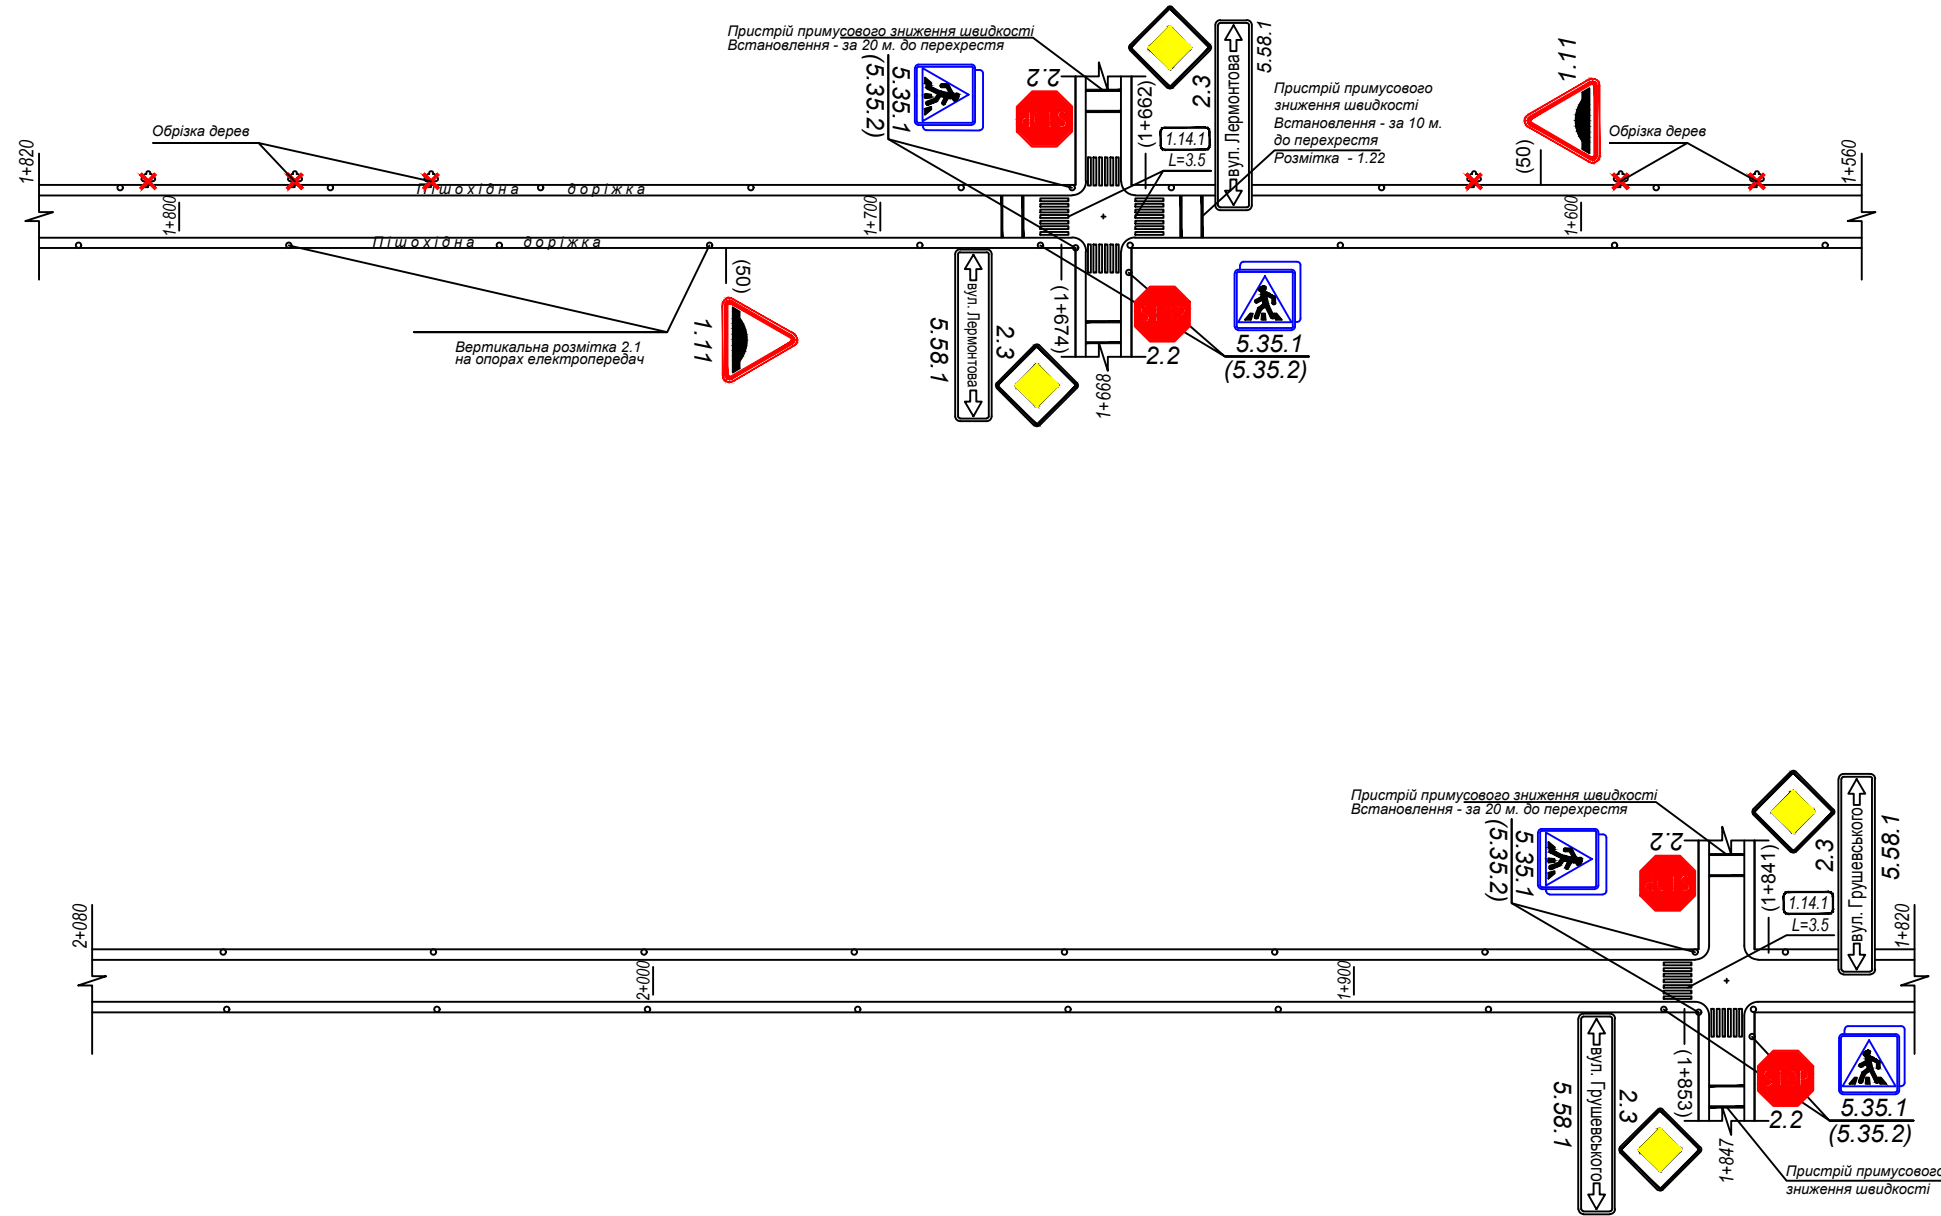 Пристрій примусового зниження швидкості
Встановлення - за 20 м. до перехрестя
5.35.1
(5.35.2)
2.2
(1+662)
2.3
5.58.1
вул. Лермонтова
1.14.1
L=3.5
Пристрій примусового
зниження швидкості
Встановлення - за 10 м.
до перехрестя
Розмітка - 1.22
1.11
(50)
Обрізка дерев
1+560
1+820
Обрізка дерев
Пішохідна доріжка
1+800
1+700
1+600
Пішохідна доріжка
(50)
1.11
Вертикальна розмітка 2.1
на опорах електропередач
вул. Лермонтова
5.58.1
2.3
(1+674)
1+668
2.2
5.35.1
(5.35.2)
Пристрій примусового зниження швидкості
Встановлення - за 20 м. до перехрестя
5.35.1
(5.35.2)
2.2
(1+841)
2.3
5.58.1
вул. Грушевського
1.14.1
L=3.5
1+820
2+080
2+000
1+900
вул. Грушевського
5.58.1
2.3
(1+853)
1+847
2.2
5.35.1
(5.35.2)
Пристрій примусового
зниження швидкості